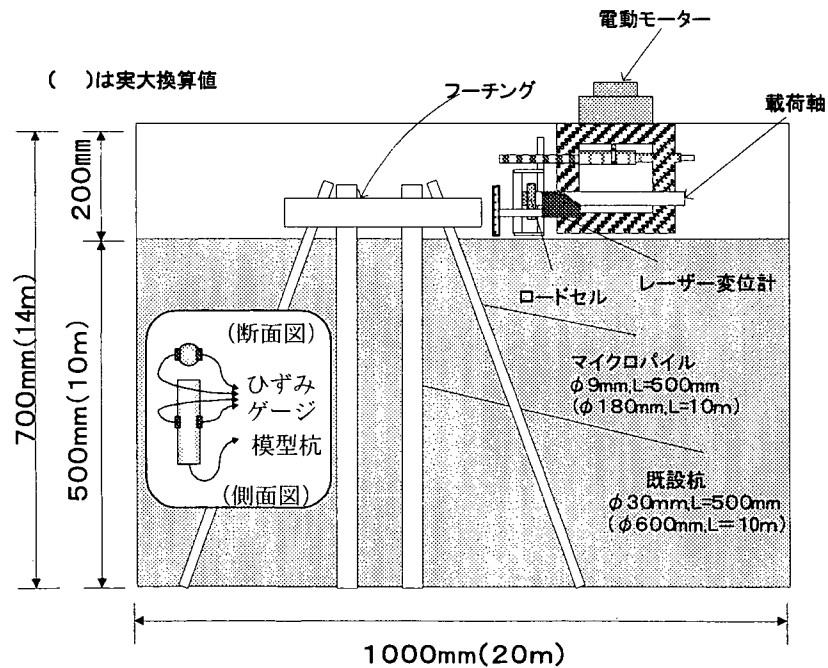 電動モーター
(　)は実大換算値
フーチング
載荷軸
200mm
700mm(14m)
500mm(10m)
ロードセル
レーザー変位計
(断面図)
ひずみ
ゲージ
模型杭
(側面図)
マイクロパイル
φ9mm,L=500mm
(φ180mm,L=10m)
既設杭
φ30mm,L=500mm
(φ600mm,L=10m)
1000mm(20m)